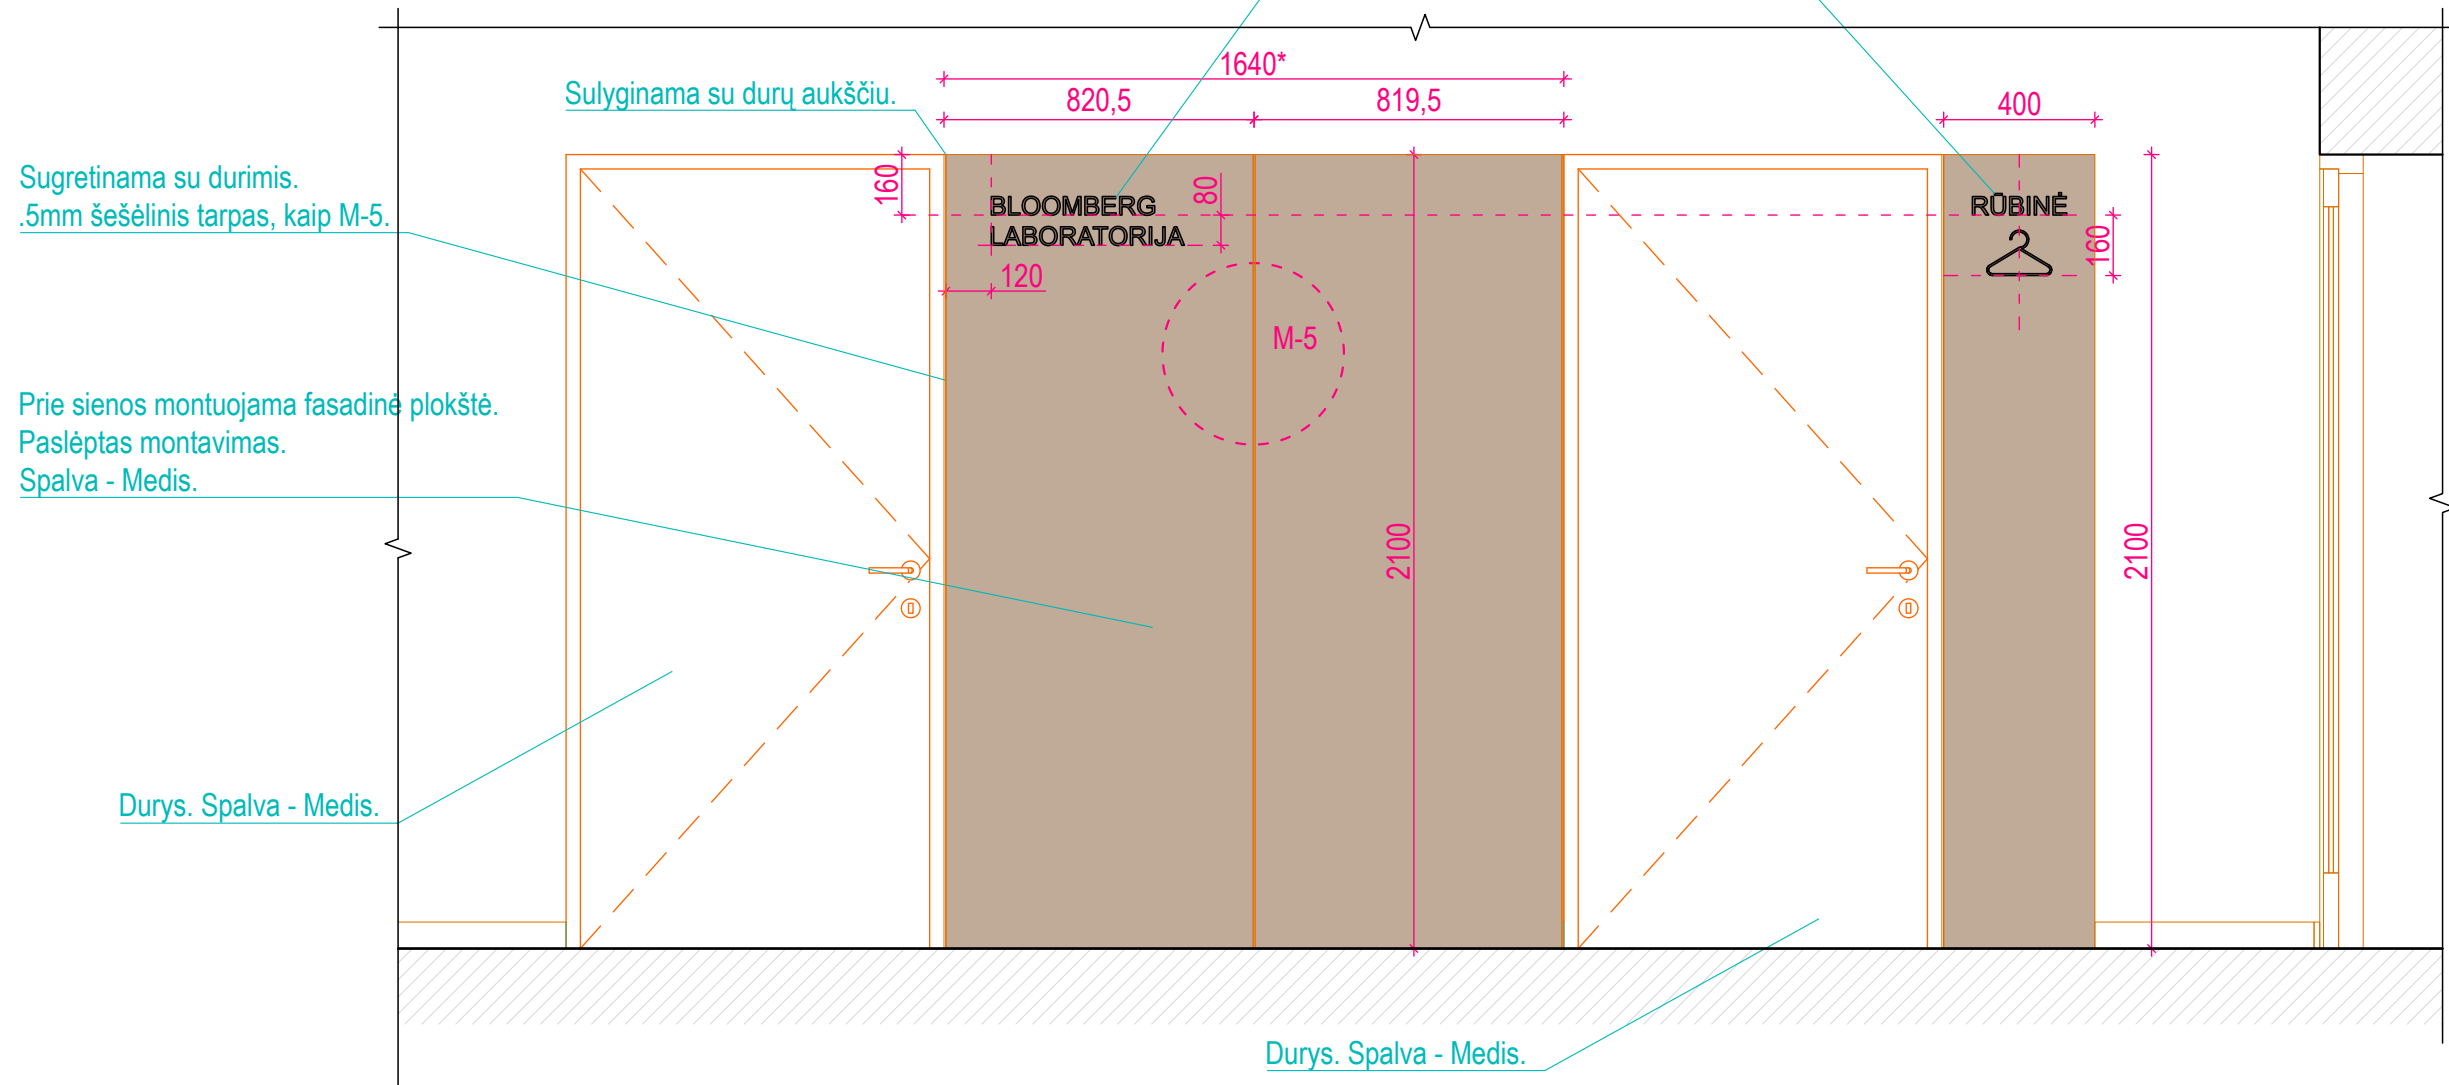 1640*
Sulyginama su durų aukščiu.
820,5
819,5
400
Sugretinama su durimis.
.5mm šešėlinis tarpas, kaip M-5.
160
BLOOMBERG
LABORATORIJA
80
120
RŪBINĖ
160
M-5
Prie sienos montuojama fasadinė plokštė.
Paslėptas montavimas.
Spalva - Medis.
2100
2100
Durys. Spalva - Medis.
Durys. Spalva - Medis.